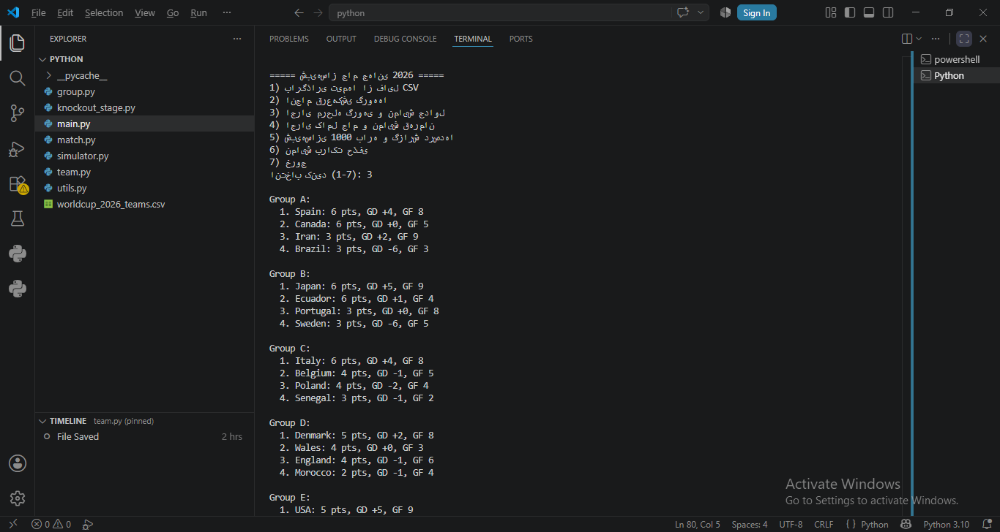 File Edit Selection View Go Run ···
python
Sign In
EXPLORER
PYTHON
__pycache__
group.py
knockout_stage.py
main.py
match.py
simulator.py
team.py
utils.py
worldcup_2026_teams.csv
TIMELINE team.py (pinned)
File Saved 2 hrs
PROBLEMS OUTPUT DEBUG CONSOLE TERMINAL PORTS
===== شبیه‌ساز جام جهانی 2026 =====
1) بارگذاری تیم‌ها از فایل CSV
2) انجام قرعه‌کشی گروه‌ها
3) اجرای مرحله گروهی و نمایش جداول
4) اجرای کامل جام و نمایش قهرمان
5) شبیه‌سازی 1000 باره و گزارش درصدها
6) نمایش براکت حذفی
7) خروج
انتخاب کنید (1-7): 3
Group A:
1. Spain: 6 pts, GD +4, GF 8
2. Canada: 6 pts, GD +0, GF 5
3. Iran: 3 pts, GD +2, GF 9
4. Brazil: 3 pts, GD -6, GF 3
Group B:
1. Japan: 6 pts, GD +5, GF 9
2. Ecuador: 6 pts, GD +1, GF 4
3. Portugal: 3 pts, GD +0, GF 8
4. Sweden: 3 pts, GD -6, GF 5
Group C:
1. Italy: 6 pts, GD +4, GF 8
2. Belgium: 4 pts, GD -1, GF 5
3. Poland: 4 pts, GD -2, GF 4
4. Senegal: 3 pts, GD -1, GF 2
Group D:
1. Denmark: 5 pts, GD +2, GF 8
2. Wales: 4 pts, GD +0, GF 3
3. England: 4 pts, GD -1, GF 6
4. Morocco: 2 pts, GD -1, GF 4
Group E:
1. USA: 5 pts, GD +5, GF 9
powershell
Python
Activate Windows
Go to Settings to activate Windows.
0 0
Ln 80, Col 5 Spaces: 4 UTF-8 CRLF { } Python Python 3.10